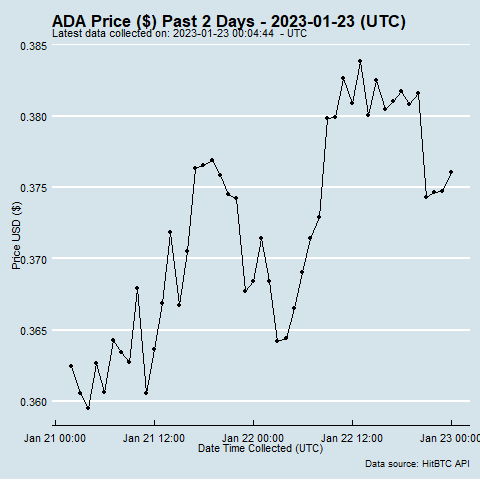 ADA Price ($) Past 2 Days - 2023-01-23 (UTC)
Latest data collected on: 2023-01-23 00:04:44 - UTC
0.385
0.380
0.375
0.370
0.365
0.360
Price USD ($)
Jan 21 00:00 Jan 21 12:00 Jan 22 00:00 Jan 22 12:00 Jan 23 00:00
Date Time Collected (UTC)
Data source: HitBTC API